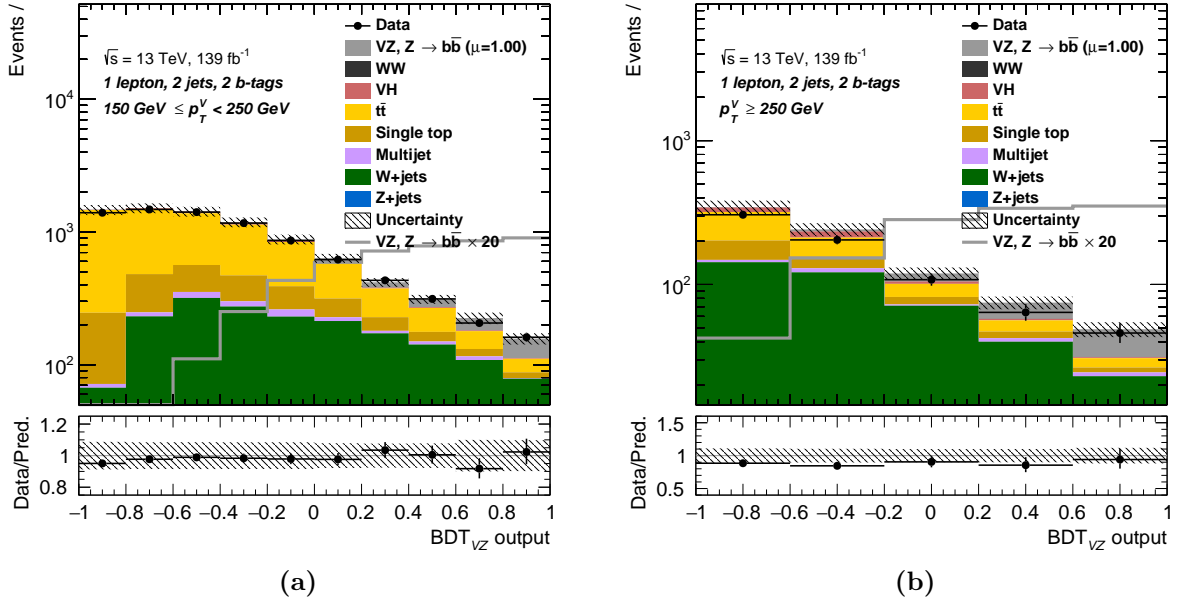 Events /
10⁴
10³
10²
√s = 13 TeV, 139 fb⁻¹
1 lepton, 2 jets, 2 b-tags
150 GeV ≤ p_T^V < 250 GeV
Data
VZ, Z → bb̅ (μ=1.00)
WW
VH
tt̅
Single top
Multijet
W+jets
Z+jets
Uncertainty
VZ, Z → bb̅ × 20
Data/Pred.
1.2
1
0.8
−1 −0.8 −0.6 −0.4 −0.2 0 0.2 0.4 0.6 0.8 1
BDT_VZ output
(a)
Events /
10³
10²
√s = 13 TeV, 139 fb⁻¹
1 lepton, 2 jets, 2 b-tags
p_T^V ≥ 250 GeV
Data
VZ, Z → bb̅ (μ=1.00)
WW
VH
tt̅
Single top
Multijet
W+jets
Z+jets
Uncertainty
VZ, Z → bb̅ × 20
Data/Pred.
1.5
1
0.5
−1 −0.8 −0.6 −0.4 −0.2 0 0.2 0.4 0.6 0.8 1
BDT_VZ output
(b)